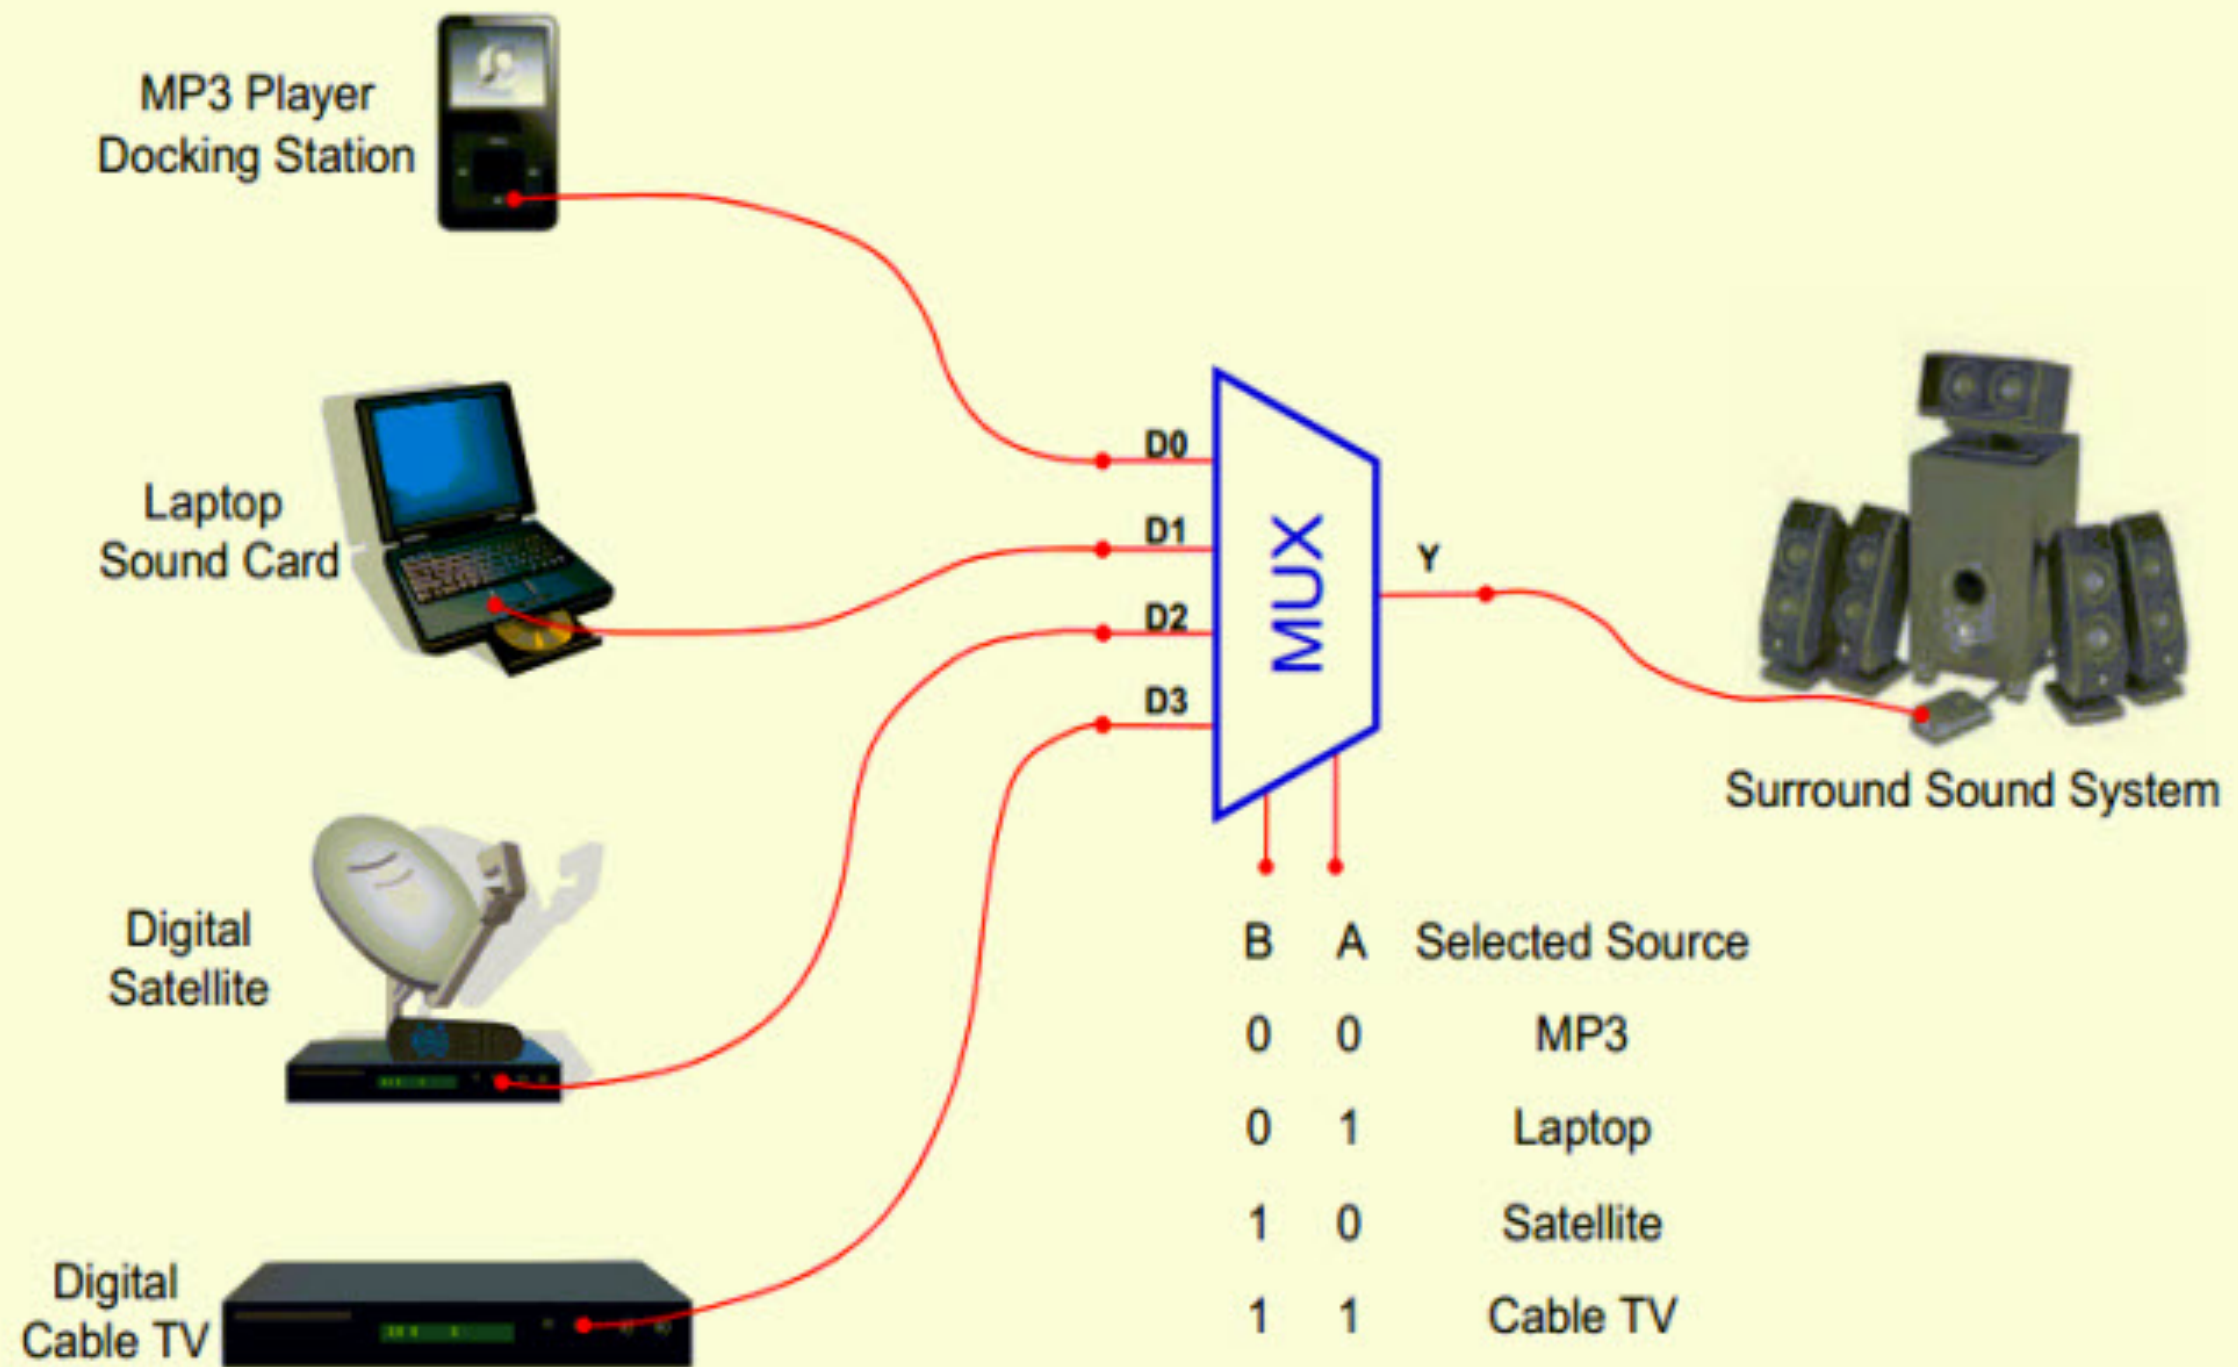 MP3 Player
Docking Station
Laptop
Sound Card
Digital
Satellite
Digital
Cable TV
D0
D1
D2
D3
MUX
Y
Surround Sound System
B A Selected Source
0 0 MP3
0 1 Laptop
1 0 Satellite
1 1 Cable TV